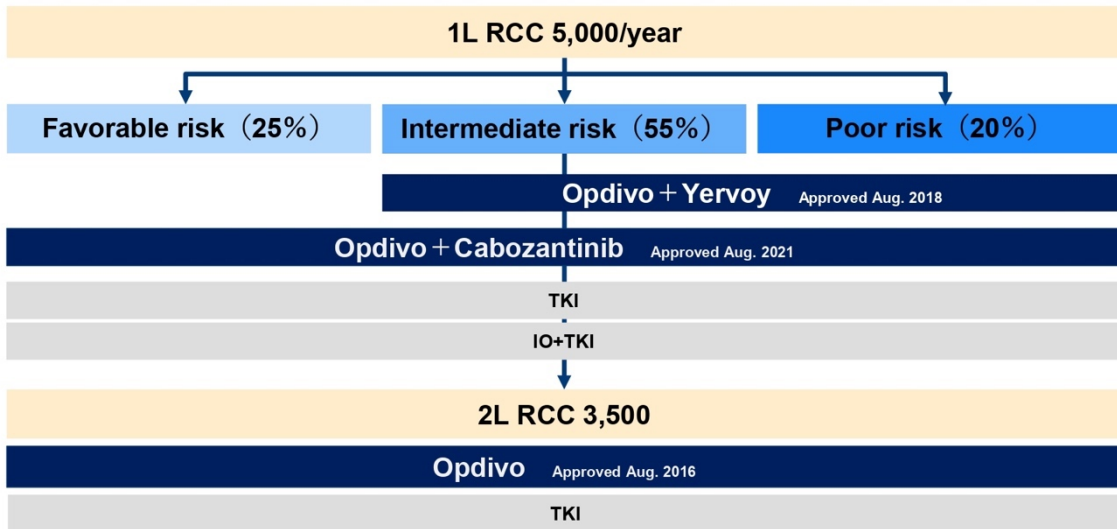 1L RCC 5,000/year
Favorable risk（25%）
Intermediate risk（55%）
Poor risk（20%）
Opdivo＋Yervoy Approved Aug. 2018
Opdivo＋Cabozantinib Approved Aug. 2021
TKI
IO+TKI
2L RCC 3,500
Opdivo Approved Aug. 2016
TKI